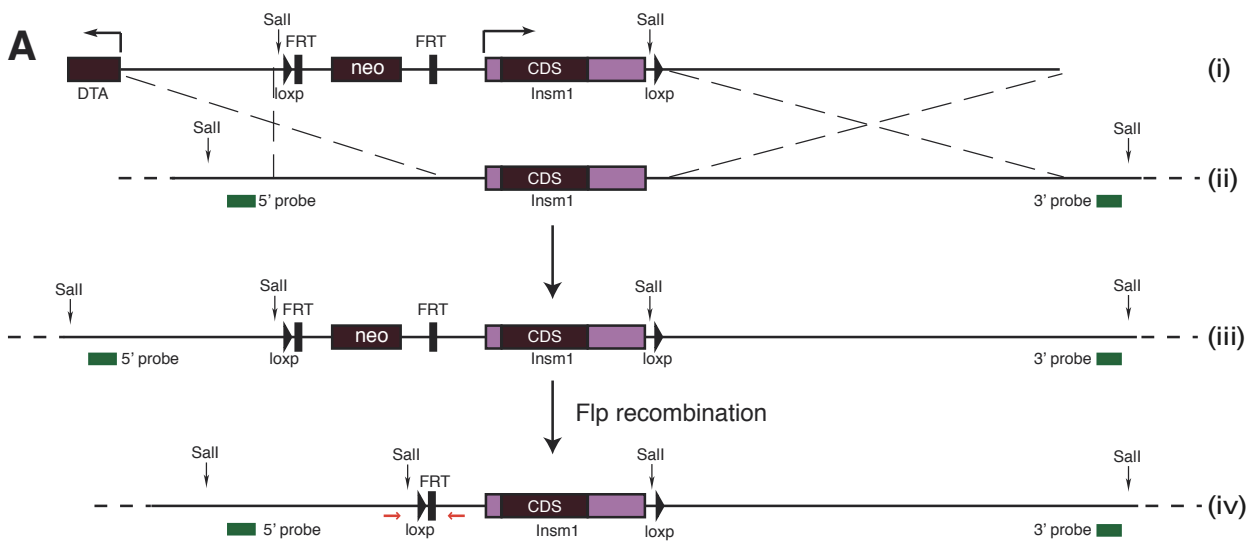 A
SalI
SalI
FRT
FRT
neo
CDS
DTA
loxp
Insm1
loxp
(i)
SalI
SalI
CDS
(ii)
5' probe
Insm1
3' probe
SalI
SalI
SalI
SalI
FRT
FRT
neo
CDS
(iii)
5' probe
loxp
Insm1
loxp
3' probe
Flp recombination
SalI
SalI
SalI
SalI
FRT
CDS
(iv)
5' probe
loxp
Insm1
loxp
3' probe